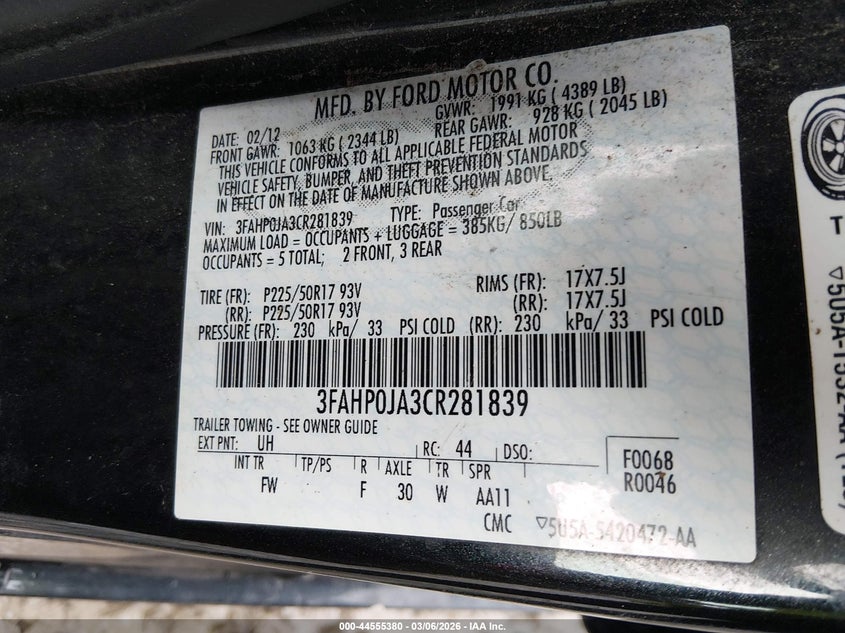 MFD. BY FORD MOTOR CO.
DATE: 02/12 GVWR: 1991 KG ( 4389 LB)
FRONT GAWR: 1063 KG ( 2344 LB) REAR GAWR: 928 KG ( 2045 LB)
THIS VEHICLE CONFORMS TO ALL APPLICABLE FEDERAL MOTOR
VEHICLE SAFETY, BUMPER, AND THEFT PREVENTION STANDARDS
IN EFFECT ON THE DATE OF MANUFACTURE SHOWN ABOVE.
VIN: 3FAHP0JA3CR281839 TYPE: Passenger Car
MAXIMUM LOAD = OCCUPANTS + LUGGAGE = 385KG/ 850LB
OCCUPANTS = 5 TOTAL; 2 FRONT, 3 REAR
TIRE (FR): P225/50R17 93V RIMS (FR): 17X7.5J
(RR): P225/50R17 93V (RR): 17X7.5J
PRESSURE (FR): 230 kPa/ 33 PSI COLD (RR): 230 kPa/ 33 PSI COLD
3FAHP0JA3CR281839
TRAILER TOWING - SEE OWNER GUIDE
EXT PNT: UH RC: 44 DSO: F0068
INT TR TP/PS R AXLE TR SPR R0046
FW F 30 W AA11
CMC 5U5A-5420472-AA
T
000-44555380 - 03/06/2026 - IAA Inc.